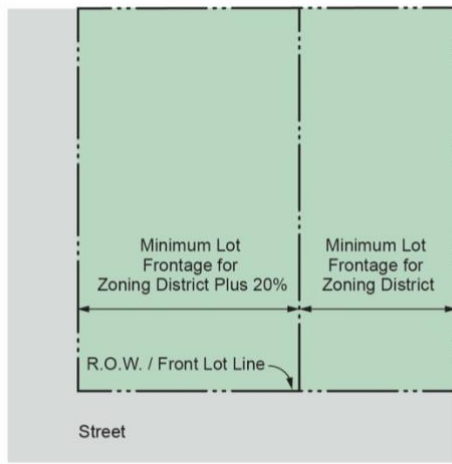 Minimum Lot
Frontage for
Zoning District Plus 20%
Minimum Lot
Frontage for
Zoning District
R.O.W. / Front Lot Line
Street